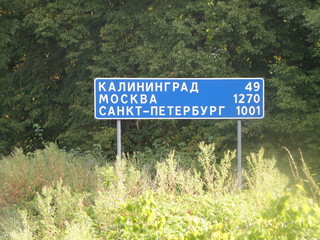 КАЛИНИНГРАД 49
МОСКВА 1270
САНКТ-ПЕТЕРБУРГ 1001